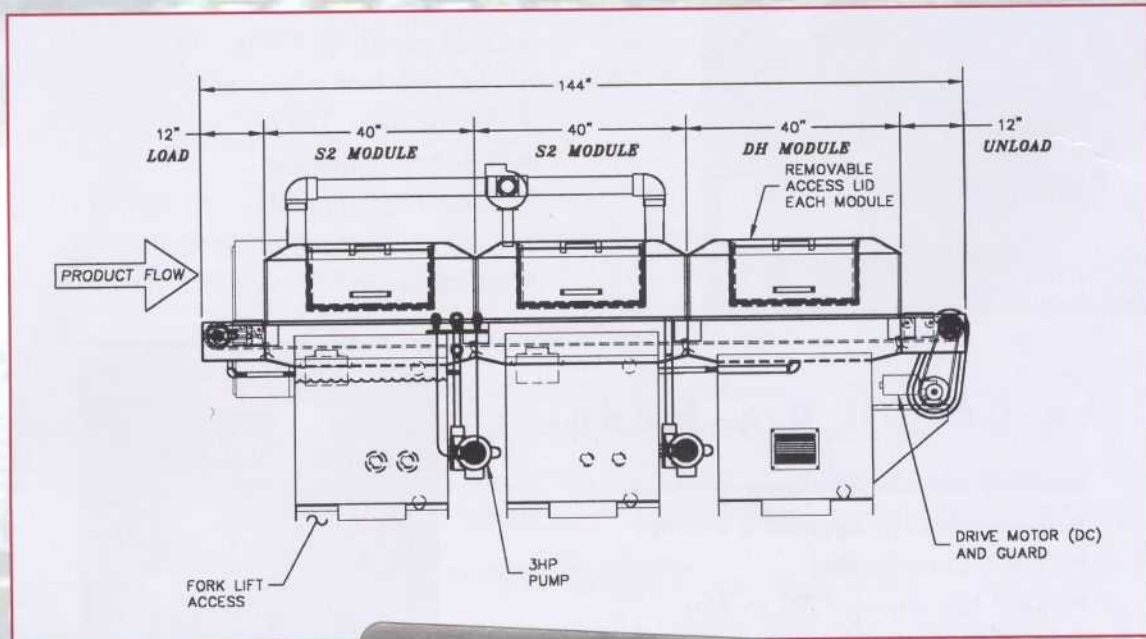 144"
12"
LOAD
40"
S2 MODULE
40"
S2 MODULE
40"
DH MODULE
12"
UNLOAD
REMOVABLE
ACCESS LID
EACH MODULE
PRODUCT FLOW
FORK LIFT
ACCESS
3HP
PUMP
DRIVE MOTOR (DC)
AND GUARD